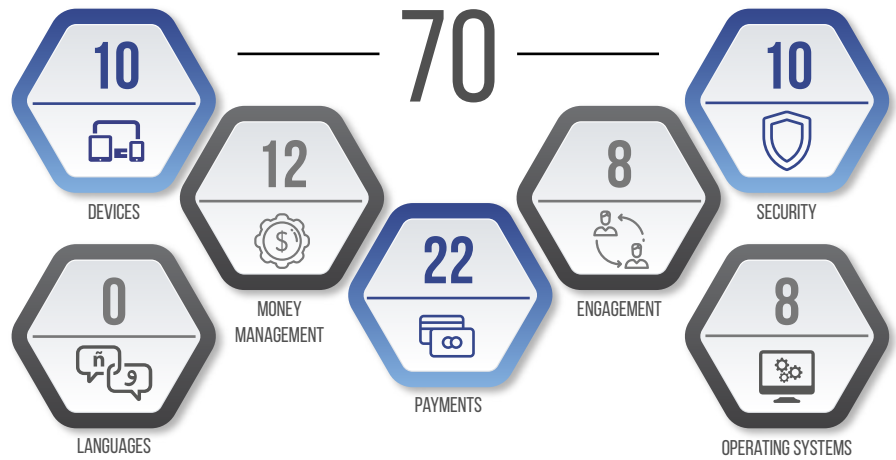 70
10
DEVICES
10
SECURITY
12
$
MONEY
MANAGEMENT
8
ENGAGEMENT
22
PAYMENTS
0
ñ
و
LANGUAGES
8
OPERATING SYSTEMS